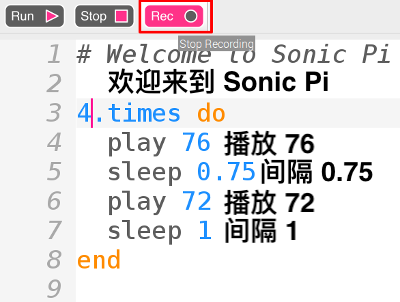 Run Stop Rec
Stop Recording
1 # Welcome to Sonic Pi
2 欢迎来到 Sonic Pi
3 4.times do
4 play 76 播放 76
5 sleep 0.75 间隔 0.75
6 play 72 播放 72
7 sleep 1 间隔 1
8 end
9